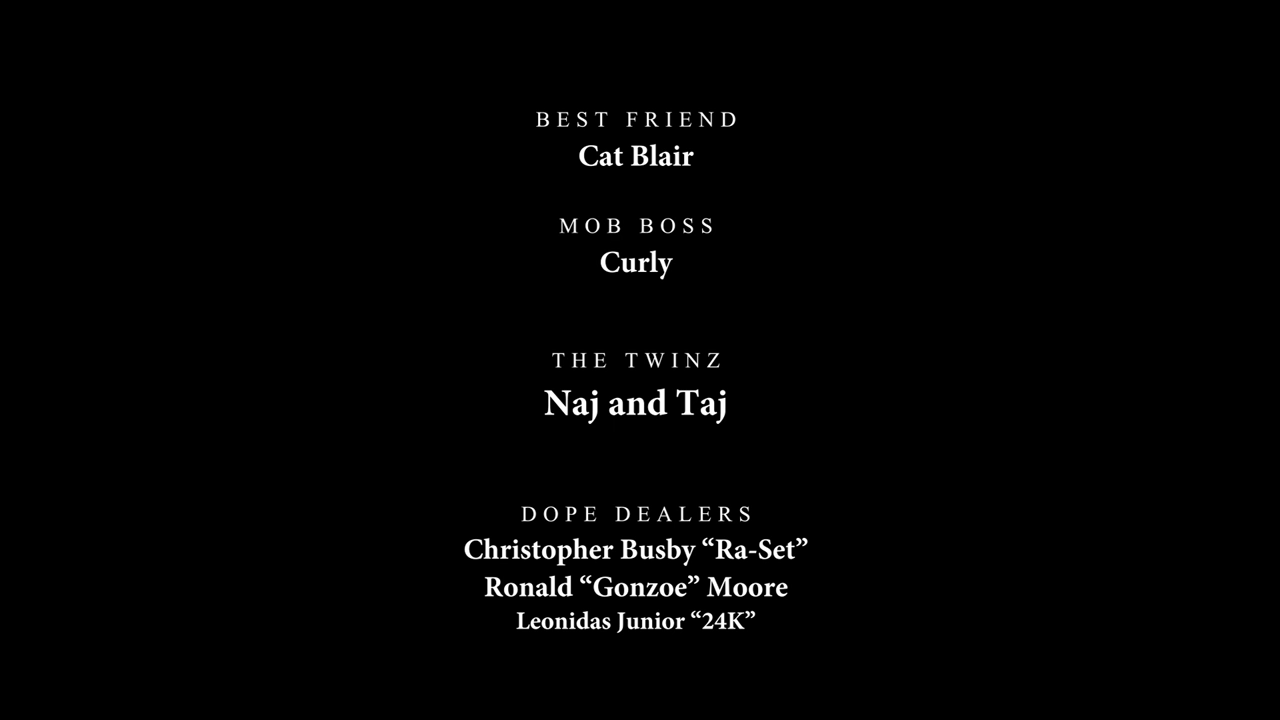 BEST FRIEND
Cat Blair
MOB BOSS
Curly
THE TWINZ
Naj and Taj
DOPE DEALERS
Christopher Busby “Ra-Set”
Ronald “Gonzoe” Moore
Leonidas Junior “24K”